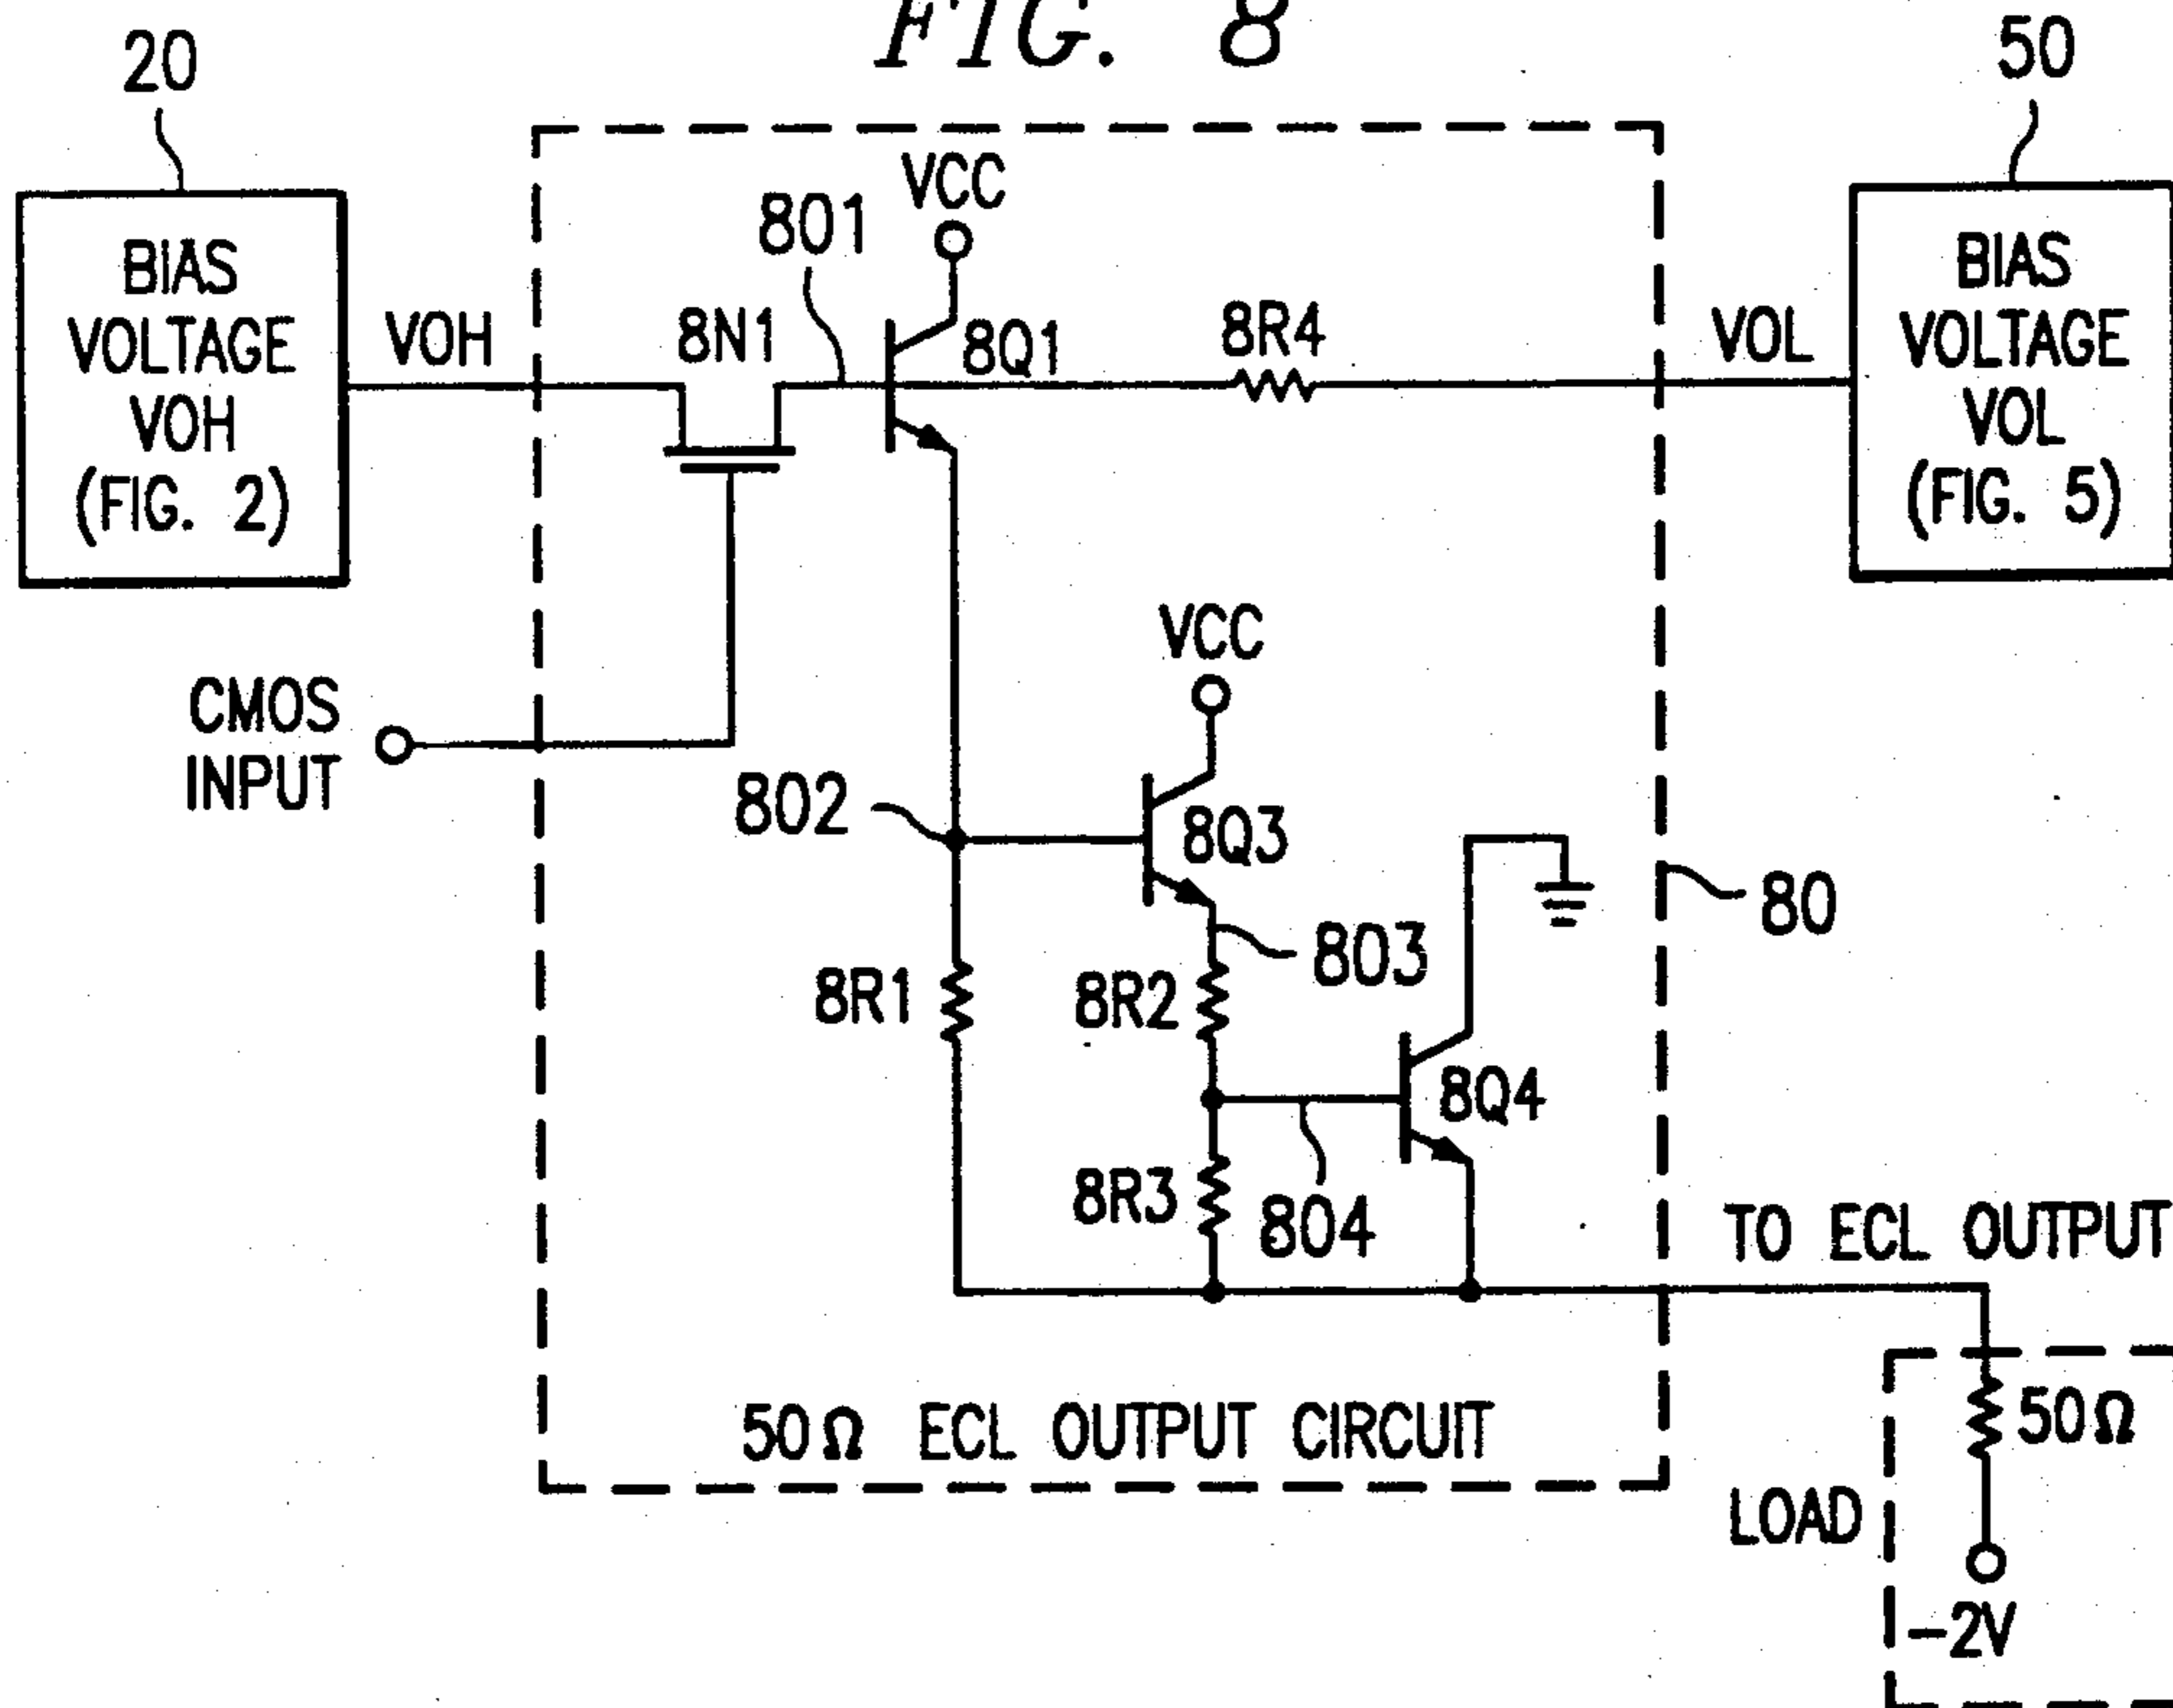 FIG. 8
20
50
BIAS
VOLTAGE
VOH
(FIG. 2)
VOH
8N1
801
VCC
8Q1
8R4
VOL
BIAS
VOLTAGE
VOL
(FIG. 5)
CMOS
INPUT
VCC
802
8Q3
803
80
8R1
8R2
8Q4
8R3
804
TO ECL OUTPUT
50Ω ECL OUTPUT CIRCUIT
50Ω
LOAD
-2V